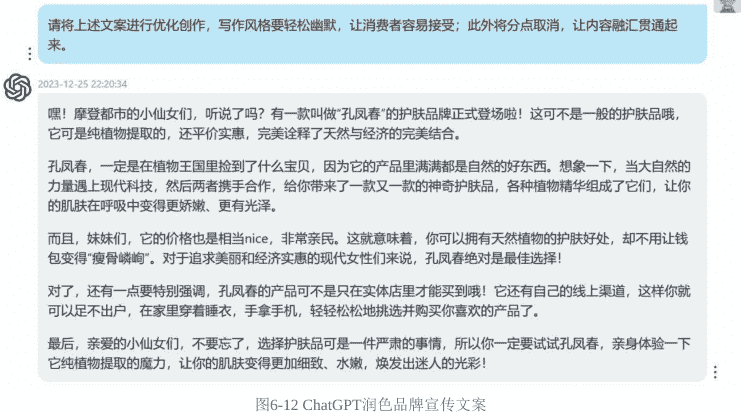 请将上述文案进行优化创作，写作风格要轻松幽默，让消费者容易接受；此外将分点取消，让内容融汇贯通起
来。
2023-12-25 22:20:34
嘿！摩登都市的小仙女们，听说了吗？有一款叫做“孔凤春”的护肤品牌正式登场啦！这可不是一般的护肤品哦，
它可是纯植物提取的，还平价实惠，完美诠释了天然与经济的完美结合。
孔凤春，一定是在植物王国里捡到了什么宝贝，因为它的产品里满满都是自然的好东西。想象一下，当大自然的
力量遇上现代科技，然后两者携手合作，给你带来了一款又一款的神奇护肤品，各种植物精华组成了它们，让你
的肌肤在呼吸中变得更娇嫩、更有光泽。
而且，妹妹们，它的价格也是相当nice，非常亲民。这就意味着，你可以拥有天然植物的护肤好处，却不用让钱
包变得“瘦骨嶙峋”。对于追求美丽和经济实惠的现代女性们来说，孔凤春绝对是最佳选择！
对了，还有一点要特别强调，孔凤春的产品可不是只在实体店里才能买到哦！它还有自己的线上渠道，这样你就
可以足不出户，在家里穿着睡衣，手拿手机，轻轻松松地挑选并购买你喜欢的产品了。
最后，亲爱的小仙女们，不要忘了，选择护肤品可是一件严肃的事情，所以你一定要试试孔凤春，亲身体验一下
它纯植物提取的魔力，让你的肌肤变得更加细致、水嫩，焕发出迷人的光彩！
图6-12 ChatGPT润色品牌宣传文案